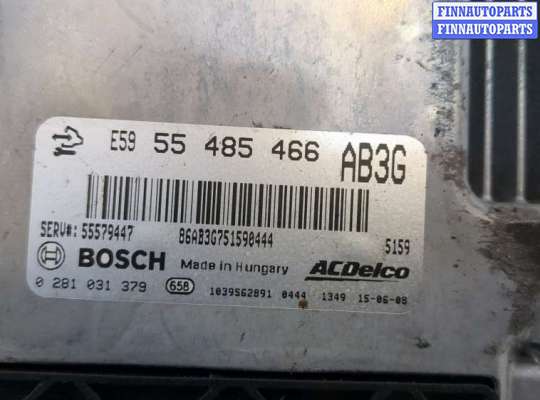 FINNAUTOPARTS
FINNAUTOPARTS
E59 55 485 466 AB3G
SERV#: 55579447 86AB3G751590444 5159
BOSCH Made in Hungary ACDelco
0 281 031 379 658 1039S62891 0444 1349 15-06-08